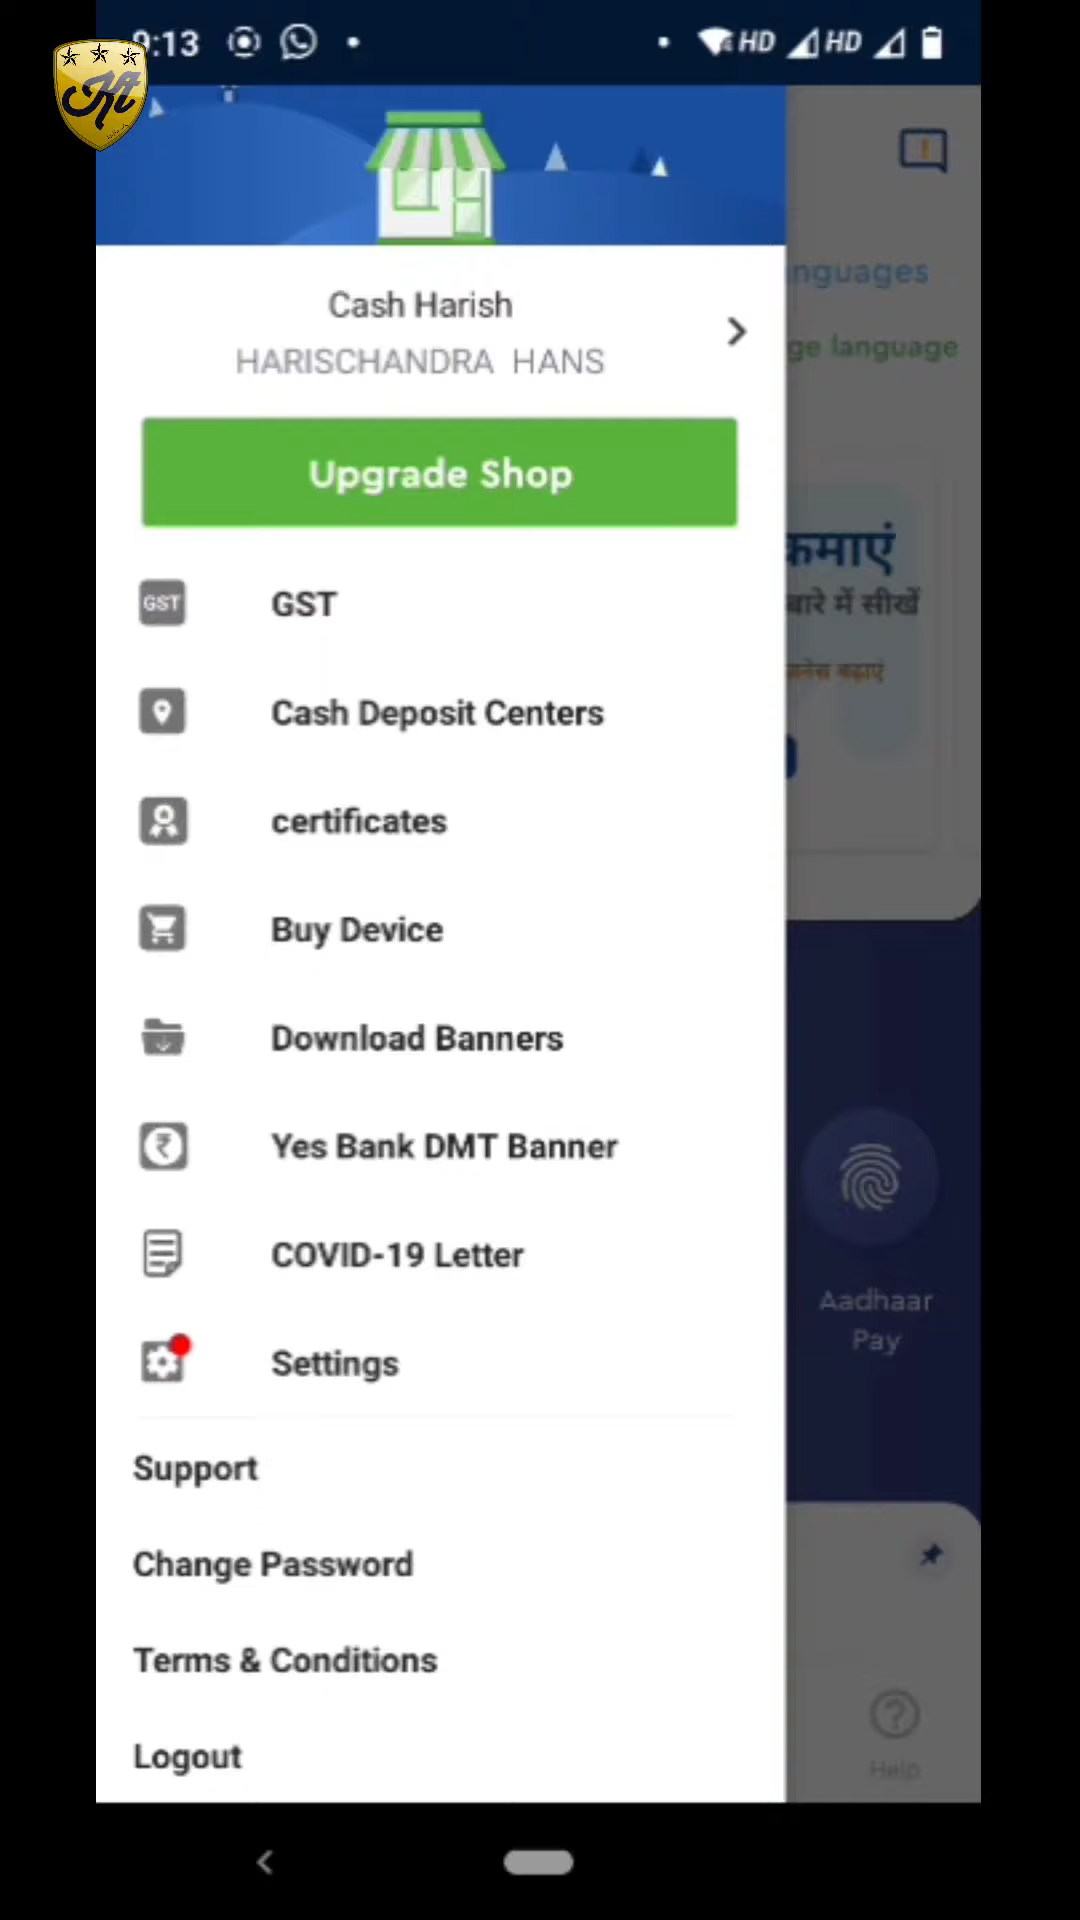 9:13
HD
HD
Cash Harish
HARISCHANDRA HANS
nguages
ge language
Upgrade Shop
कमाएं
बारे में सीखें
बढ़ाएं
GST
GST
Cash Deposit Centers
certificates
Buy Device
Download Banners
Yes Bank DMT Banner
COVID-19 Letter
Aadhaar
Pay
Settings
Support
Change Password
Terms & Conditions
Help
Logout